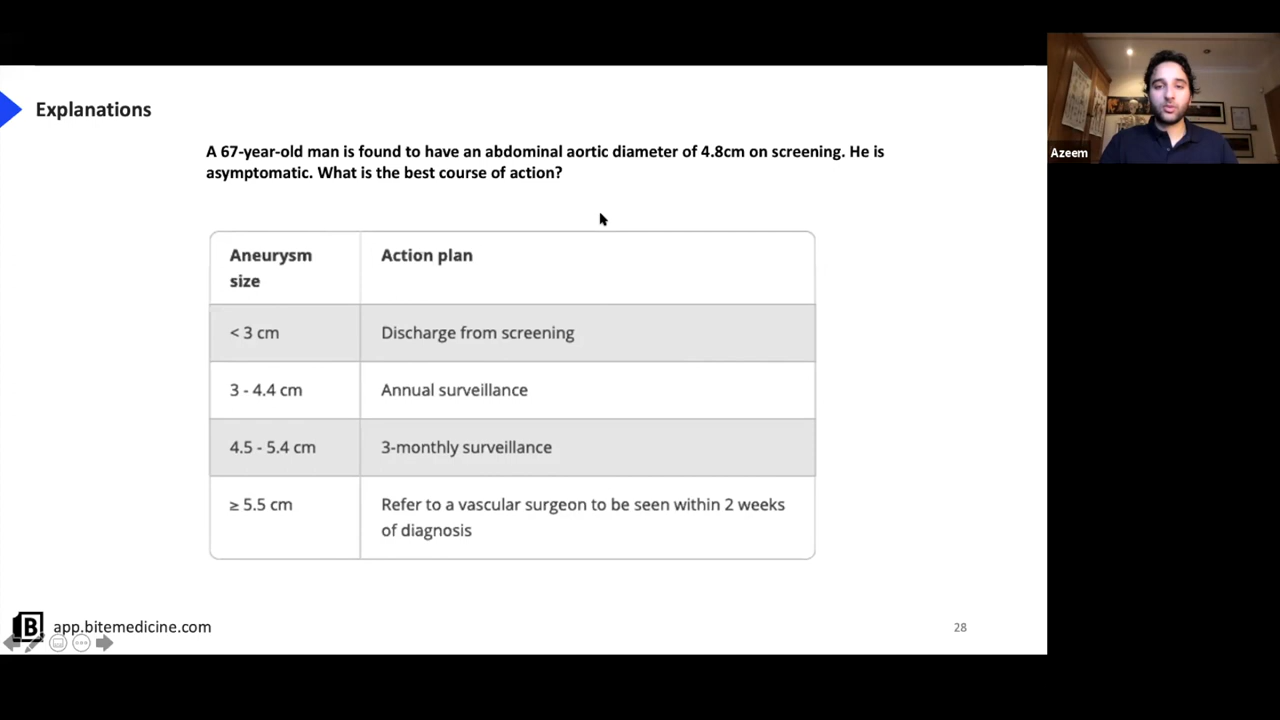 Explanations
A 67-year-old man is found to have an abdominal aortic diameter of 4.8cm on screening. He is
asymptomatic. What is the best course of action?
Aneurysm
size
Action plan
< 3 cm
Discharge from screening
3 - 4.4 cm
Annual surveillance
4.5 - 5.4 cm
3-monthly surveillance
≥ 5.5 cm
Refer to a vascular surgeon to be seen within 2 weeks
of diagnosis
B
app.bitemedicine.com
28
Azeem